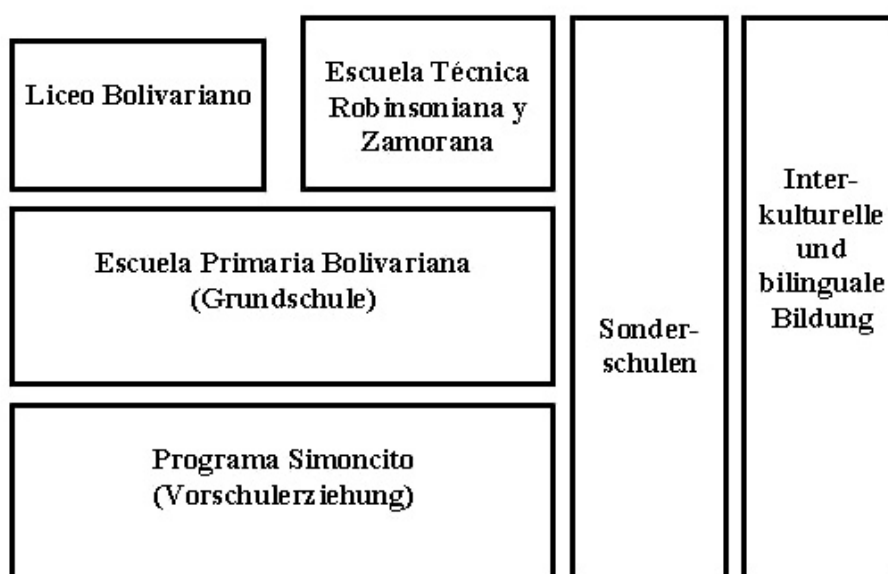 Liceo Bolivariano
Escuela Técnica
Robinsoniana y
Zamorana
Escuela Primaria Bolivariana
(Grundschule)
Programa Simoncito
(Vorschulerziehung)
Sonder-
schulen
Inter-
kulturelle
und
bilinguale
Bildung